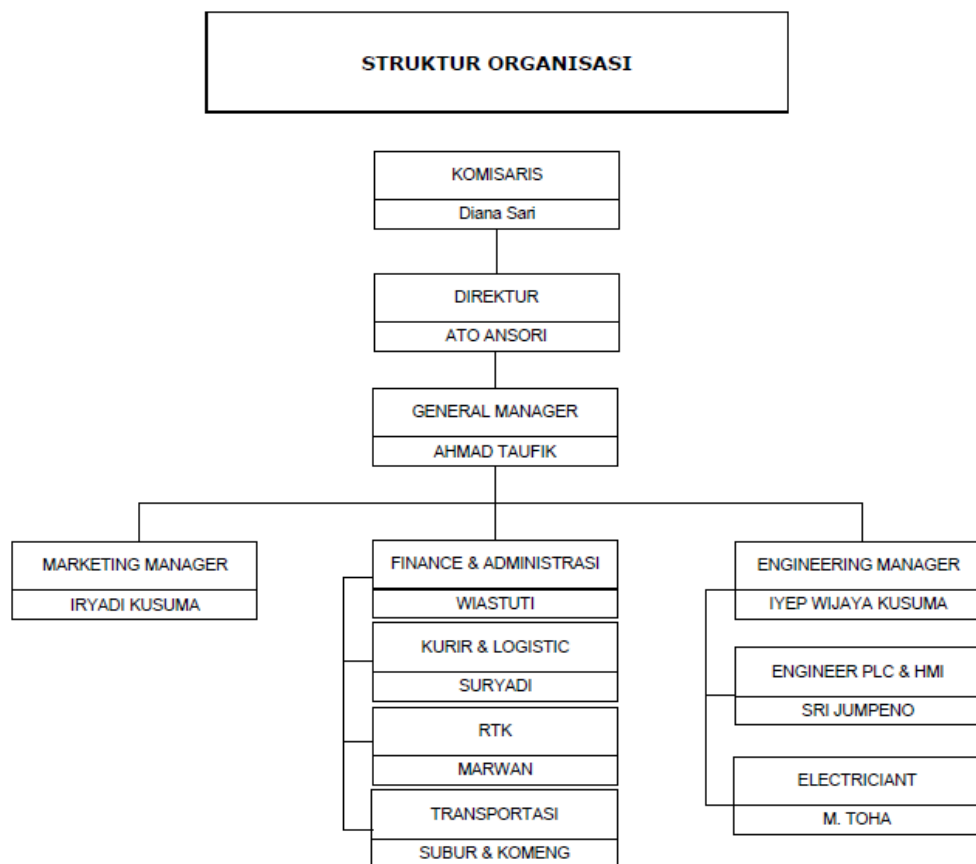 STRUKTUR ORGANISASI
KOMISARIS
Diana Sari
DIREKTUR
ATO ANSORI
GENERAL MANAGER
AHMAD TAUFIK
MARKETING MANAGER
IRYADI KUSUMA
FINANCE & ADMINISTRASI
WIASTUTI
KURIR & LOGISTIC
SURYADI
RTK
MARWAN
TRANSPORTASI
SUBUR & KOMENG
ENGINEERING MANAGER
IYEP WIJAYA KUSUMA
ENGINEER PLC & HMI
SRI JUMPENO
ELECTRICIANT
M. TOHA